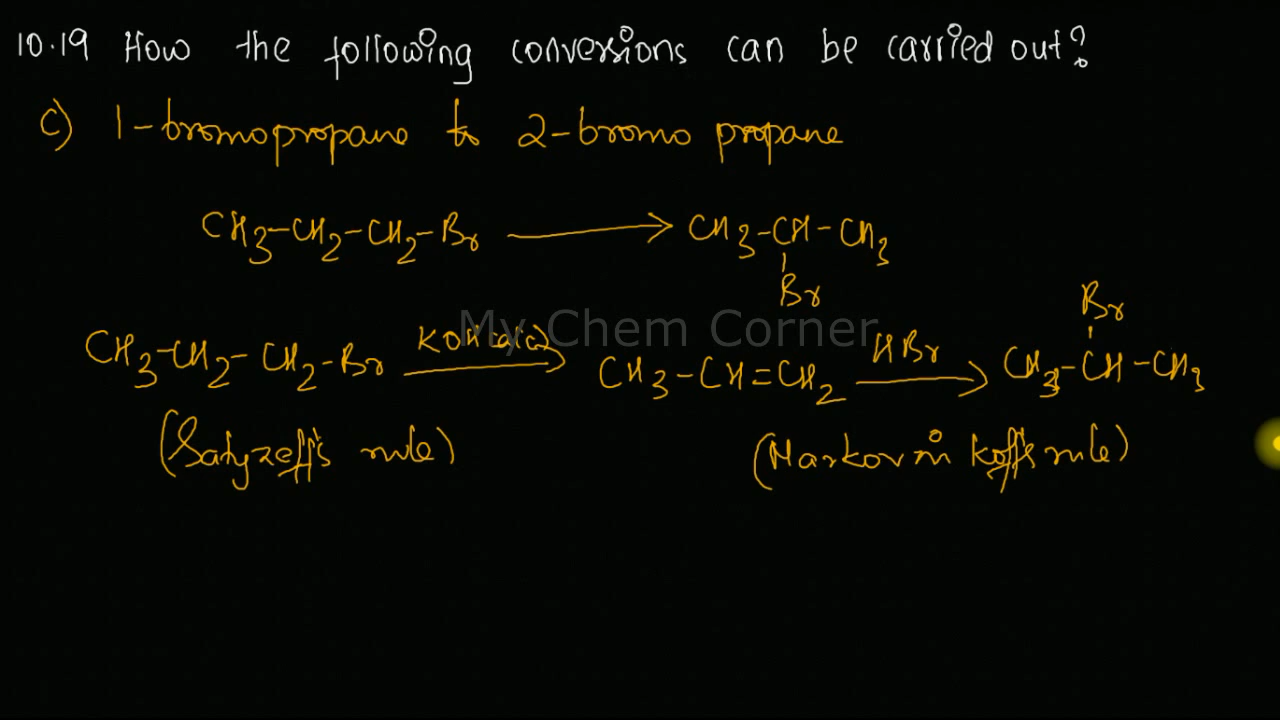 10.19 How the following conversions can be carried out?
c) 1-bromopropane to 2-bromo propane
CH3-CH2-CH2-Br ⟶ CH3-CH-CH3
Br
My Chem Corner
Br
CH3-CH2-CH2-Br KOH(alc) ⟶ CH3-CH=CH2 HBr ⟶ CH3-CH-CH3
(Satyzeff's rule) (Markovnikoff's rule)